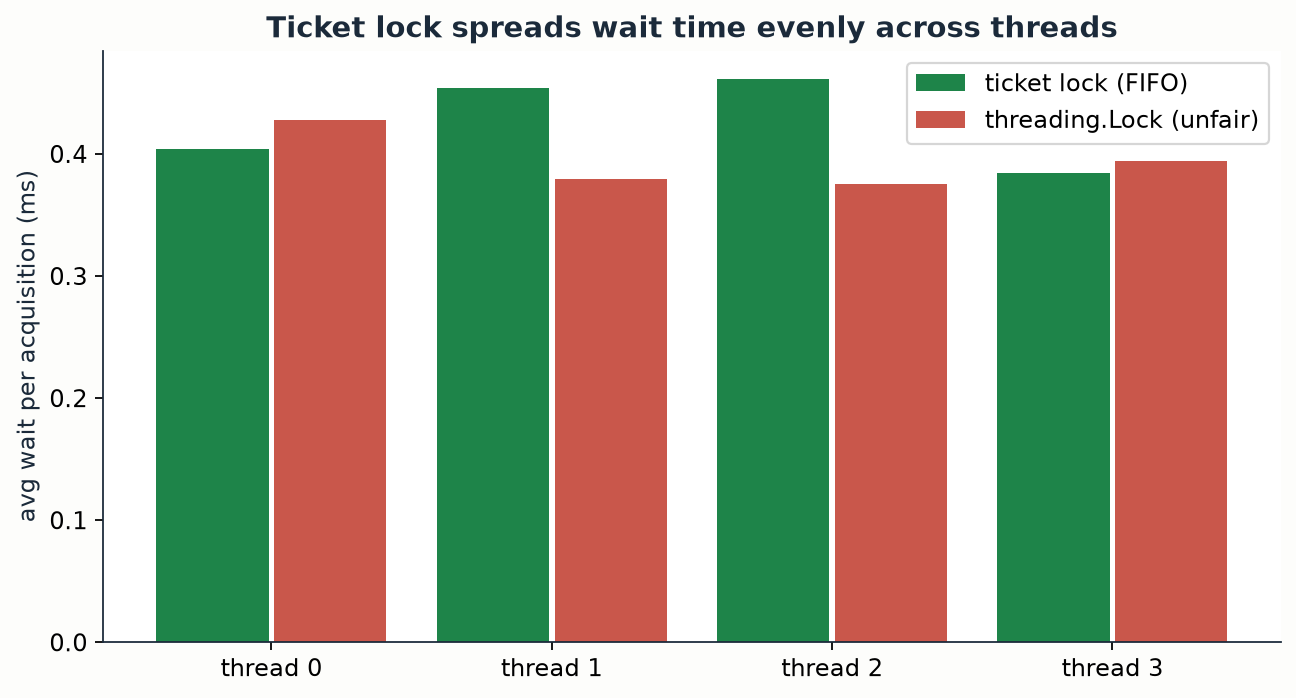 Ticket lock spreads wait time evenly across threads
ticket lock (FIFO)
threading.Lock (unfair)
avg wait per acquisition (ms)
0.4
0.3
0.2
0.1
0.0
thread 0
thread 1
thread 2
thread 3